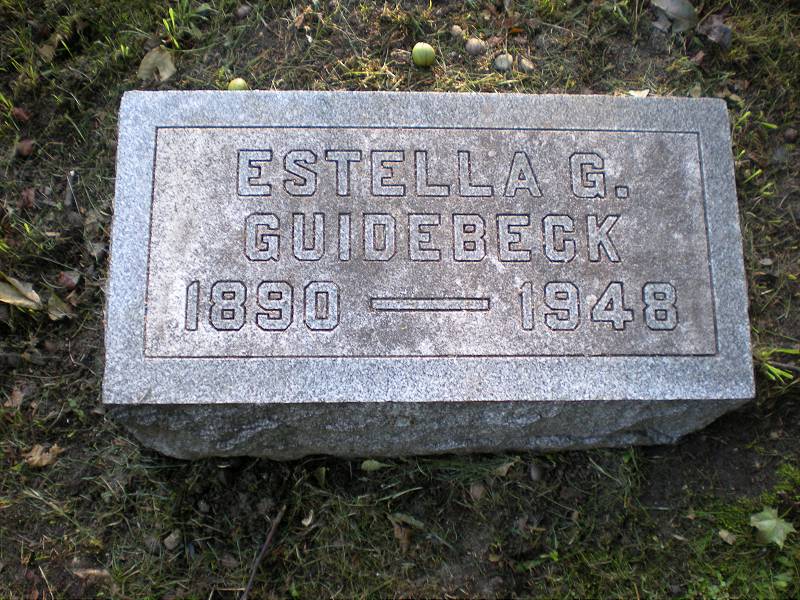 ESTELLA G.
GUIDEBECK
1890 — 1948